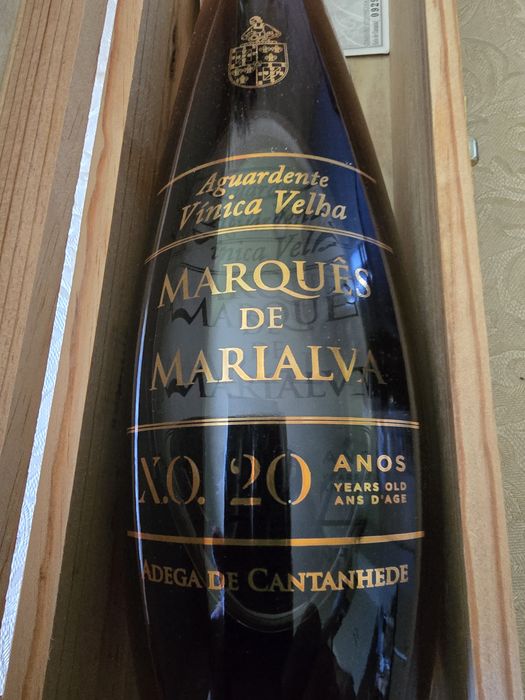 Aguardente
Vínica Velha
MARQUÊS
DE
MARIALVA
X.O. 20 ANOS
YEARS OLD
ANS D'AGE
ADEGA DE CANTANHEDE